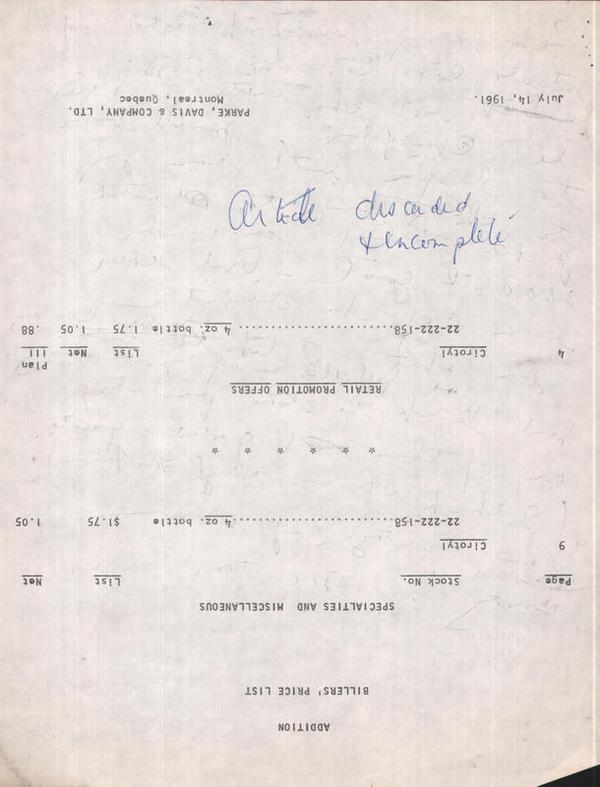 ADDITION
BILLERS' PRICE LIST
SPECIALTIES AND MISCELLANEOUS
Page Stock No. List Net
9 Cirotyl
22-222-158..........................4 oz. bottle $1.75 1.05
* * * * * *
RETAIL PROMOTION OFFERS
4 Cirotyl List Net Plan III
22-222-158......................... 4 oz. bottle 1.75 1.05 .88
July 14, 1961.
PARKE, DAVIS & COMPANY, LTD.
Montreal, Quebec
Article discarded
& incomplete